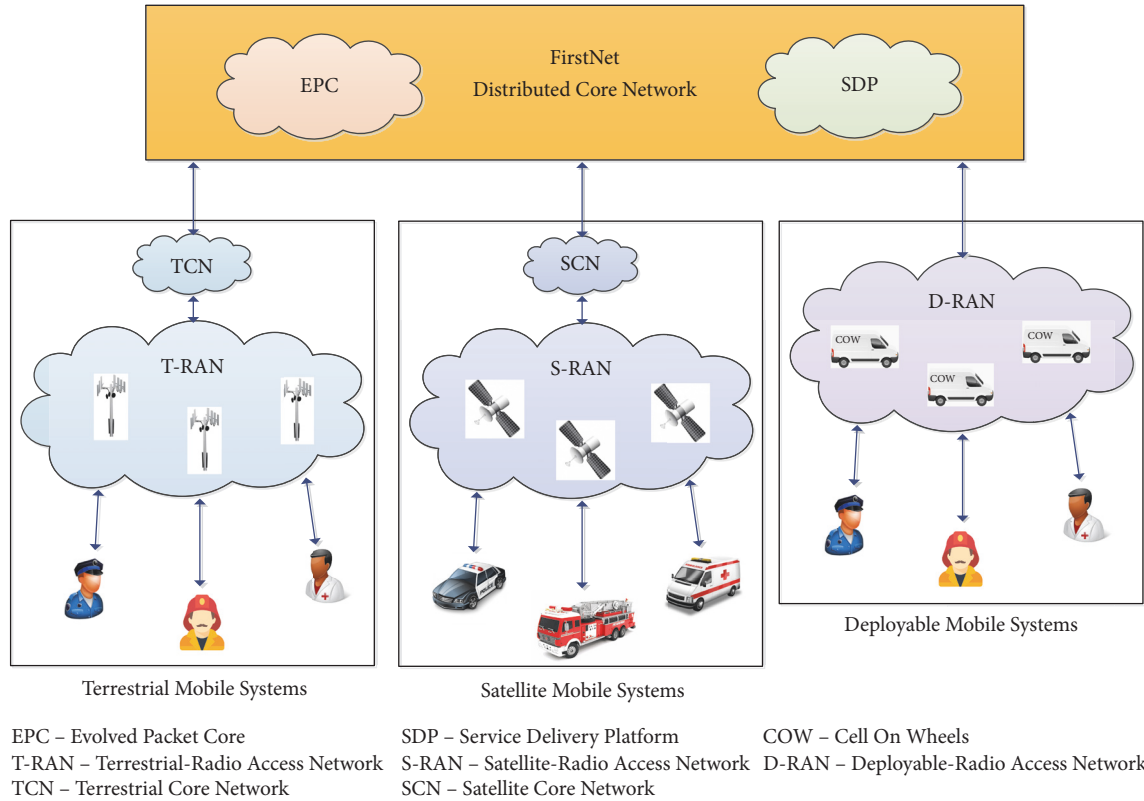 FirstNet
Distributed Core Network
EPC
SDP
TCN
SCN
D-RAN
COW
COW
COW
T-RAN
S-RAN
POLICE
Deployable Mobile Systems
Terrestrial Mobile Systems
Satellite Mobile Systems
EPC – Evolved Packet Core
T-RAN – Terrestrial-Radio Access Network
TCN – Terrestrial Core Network
SDP – Service Delivery Platform
S-RAN – Satellite-Radio Access Network
SCN – Satellite Core Network
COW – Cell On Wheels
D-RAN – Deployable-Radio Access Network